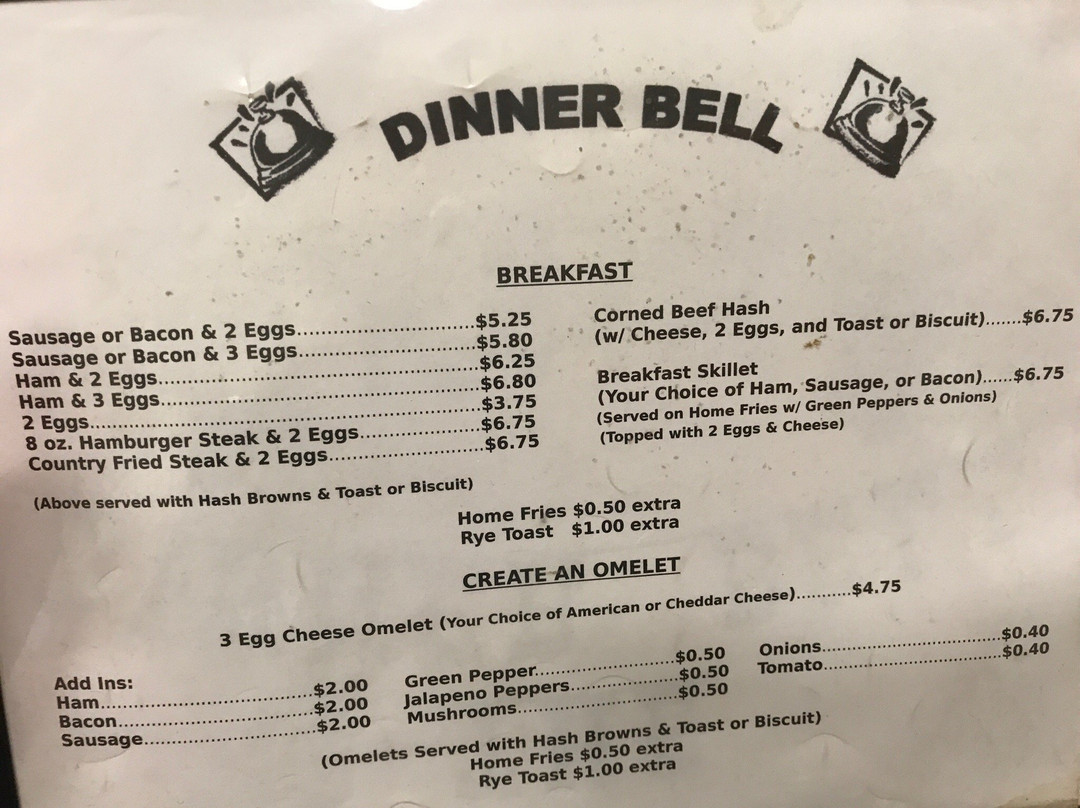 DINNER BELL
BREAKFAST
Sausage or Bacon & 2 Eggs..............................$5.25
Sausage or Bacon & 3 Eggs..............................$5.80
Ham & 2 Eggs......................................................$6.25
Ham & 3 Eggs......................................................$6.80
2 Eggs..................................................................$3.75
8 oz. Hamburger Steak & 2 Eggs.....................$6.75
Country Fried Steak & 2 Eggs..........................$6.75
(Above served with Hash Browns & Toast or Biscuit)
Corned Beef Hash
(w/ Cheese, 2 Eggs, and Toast or Biscuit).......$6.75
Breakfast Skillet
(Your Choice of Ham, Sausage, or Bacon)......$6.75
(Served on Home Fries w/ Green Peppers & Onions)
(Topped with 2 Eggs & Cheese)
Home Fries $0.50 extra
Rye Toast $1.00 extra
CREATE AN OMELET
3 Egg Cheese Omelet (Your Choice of American or Cheddar Cheese)...........$4.75
Add Ins:
Ham.......................................$2.00
Bacon....................................$2.00
Sausage................................$2.00
Green Pepper..........................$0.50
Jalapeno Peppers....................$0.50
Mushrooms..............................$0.50
Onions....................................$0.40
Tomato....................................$0.40
(Omelets Served with Hash Browns & Toast or Biscuit)
Home Fries $0.50 extra
Rye Toast $1.00 extra